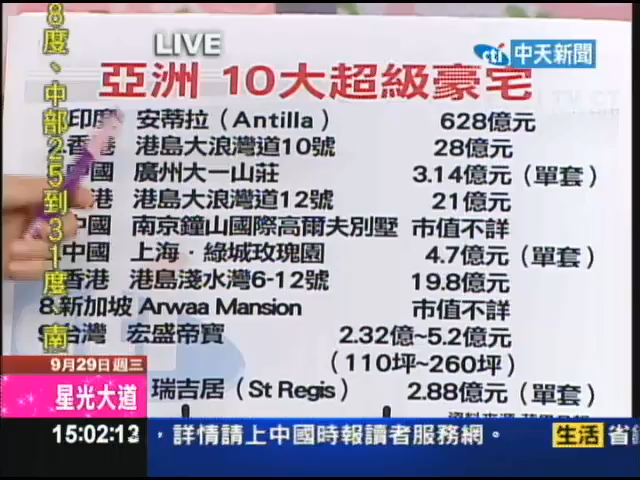 LIVE
cti 中天新聞
亞洲 10大超級豪宅
印度 安蒂拉（Antilla） 628億元
2.香港 港島大浪灣道10號 28億元
中國 廣州大一山莊 3.14億元（單套）
港 港島大浪灣道12號 21億元
中國 南京鐘山國際高爾夫別墅 市值不詳
中國 上海·綠城玫瑰園 4.7億元（單套）
香港 港島淺水灣6-12號 19.8億元
8.新加坡 Arwaa Mansion 市值不詳
9.台灣 宏盛帝寶 2.32億~5.2億元
（110坪~260坪）
瑞吉居（St Regis） 2.88億元（單套）
8度、中部25到31度、南
9月29日週三
星光大道
15:02:13
，詳情請上中國時報讀者服務網。
生活 省